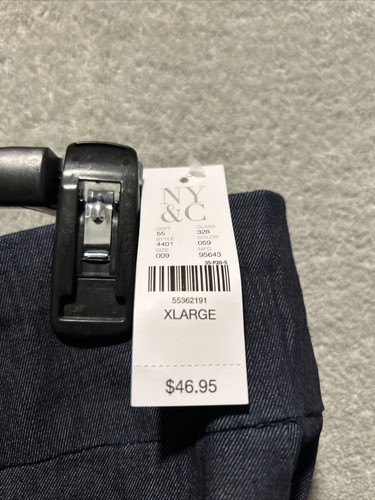 NY
&C
DEPT CLASS
55 328
STYLE COLOR
4401 059
SIZE MFG
009 95643
55362191
XLARGE
$46.95